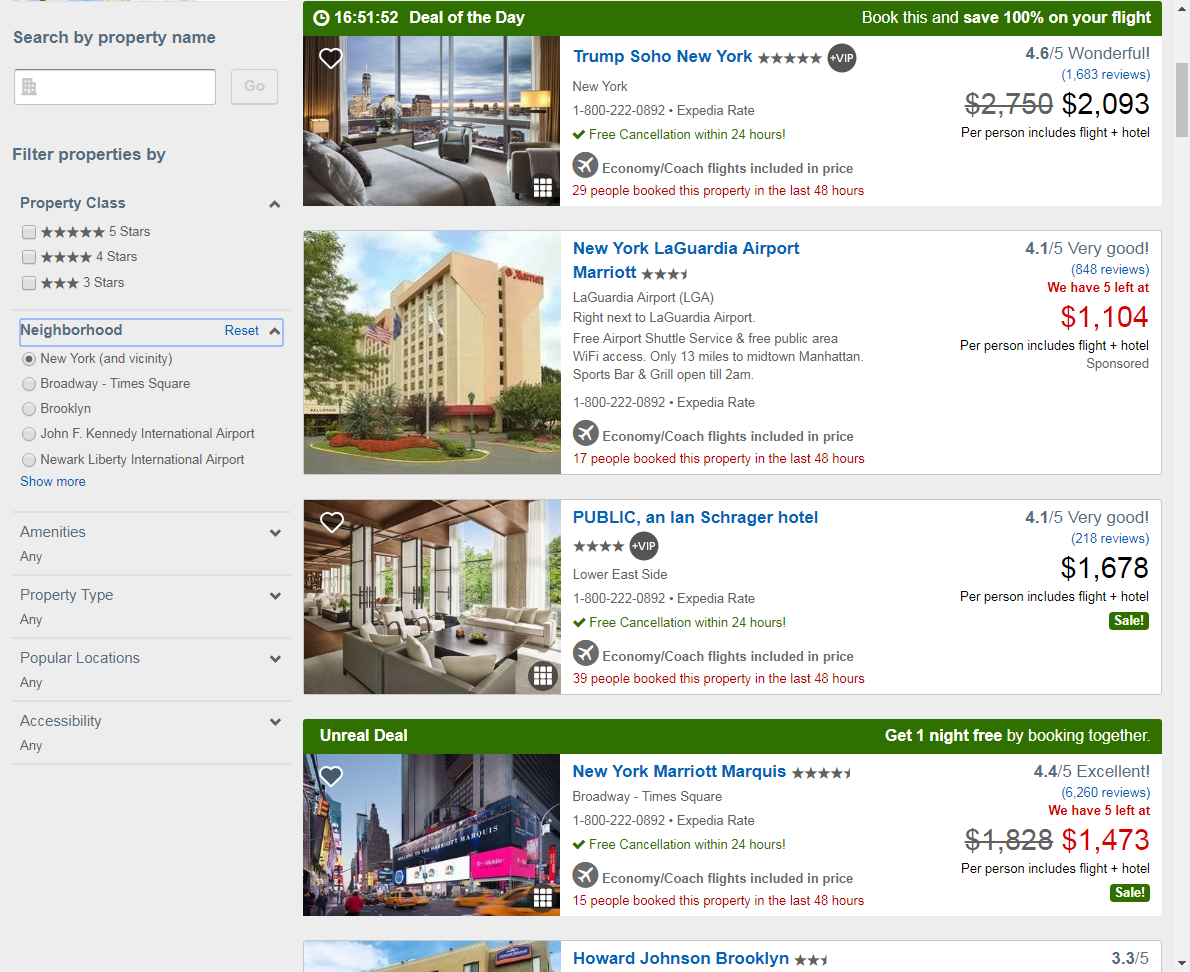 Search by property name
Go
Filter properties by
Property Class
5 Stars
4 Stars
3 Stars
Neighborhood Reset
New York (and vicinity)
Broadway - Times Square
Brooklyn
John F. Kennedy International Airport
Newark Liberty International Airport
Show more
Amenities
Any
Property Type
Any
Popular Locations
Any
Accessibility
Any
16:51:52 Deal of the Day Book this and save 100% on your flight
Trump Soho New York +VIP
New York
1-800-222-0892 • Expedia Rate
Free Cancellation within 24 hours!
Economy/Coach flights included in price
29 people booked this property in the last 48 hours
4.6/5 Wonderful!
(1,683 reviews)
$2,750 $2,093
Per person includes flight + hotel
Marriott
New York LaGuardia Airport
Marriott
LaGuardia Airport (LGA)
Right next to LaGuardia Airport.
Free Airport Shuttle Service & free public area
WiFi access. Only 13 miles to midtown Manhattan.
Sports Bar & Grill open till 2am.
1-800-222-0892 • Expedia Rate
Economy/Coach flights included in price
17 people booked this property in the last 48 hours
4.1/5 Very good!
(848 reviews)
We have 5 left at
$1,104
Per person includes flight + hotel
Sponsored
PUBLIC, an Ian Schrager hotel
+VIP
Lower East Side
1-800-222-0892 • Expedia Rate
Free Cancellation within 24 hours!
Economy/Coach flights included in price
39 people booked this property in the last 48 hours
4.1/5 Very good!
(218 reviews)
$1,678
Per person includes flight + hotel
Sale!
Unreal Deal Get 1 night free by booking together.
WELCOME TO THE MARRIOTT MARQUIS
New York Marriott Marquis
Broadway - Times Square
1-800-222-0892 • Expedia Rate
Free Cancellation within 24 hours!
Economy/Coach flights included in price
15 people booked this property in the last 48 hours
4.4/5 Excellent!
(6,260 reviews)
We have 5 left at
$1,828 $1,473
Per person includes flight + hotel
Sale!
Howard Johnson Brooklyn
3.3/5